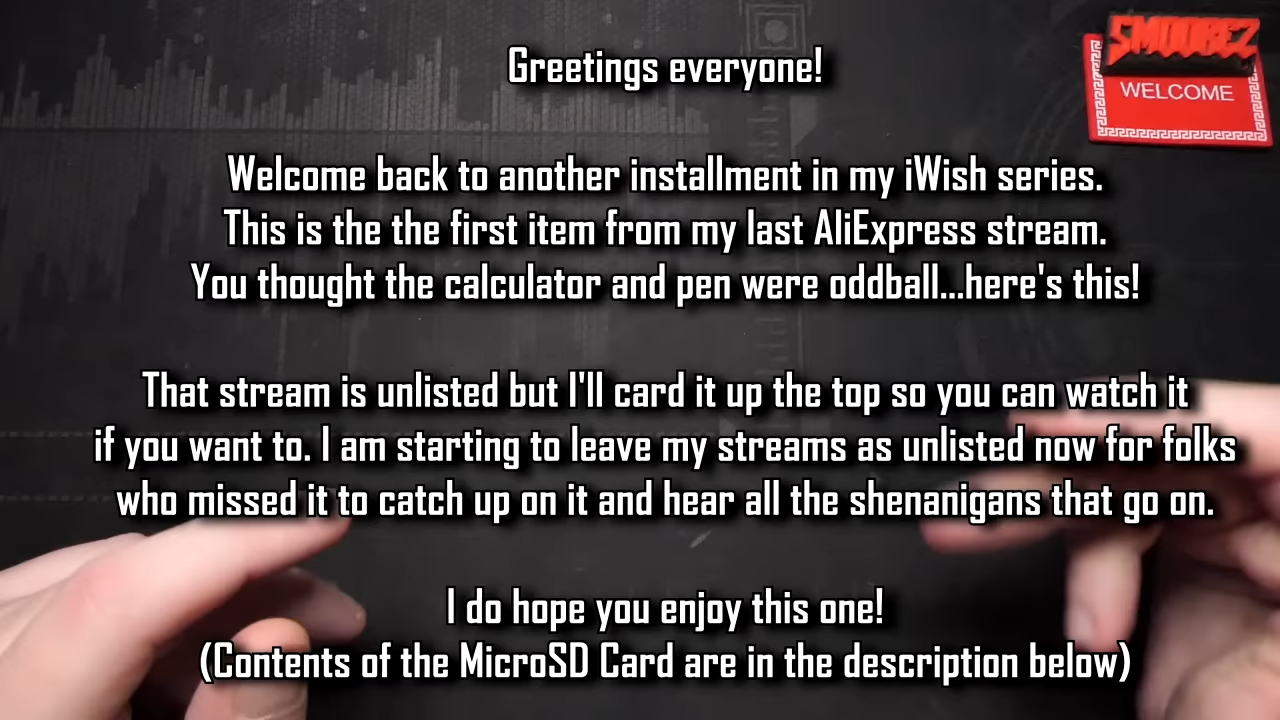 SMOOREZ
WELCOME
Greetings everyone!
Welcome back to another installment in my iWish series.
This is the the first item from my last AliExpress stream.
You thought the calculator and pen were oddball...here's this!
That stream is unlisted but I'll card it up the top so you can watch it
if you want to. I am starting to leave my streams as unlisted now for folks
who missed it to catch up on it and hear all the shenanigans that go on.
I do hope you enjoy this one!
(Contents of the MicroSD Card are in the description below)